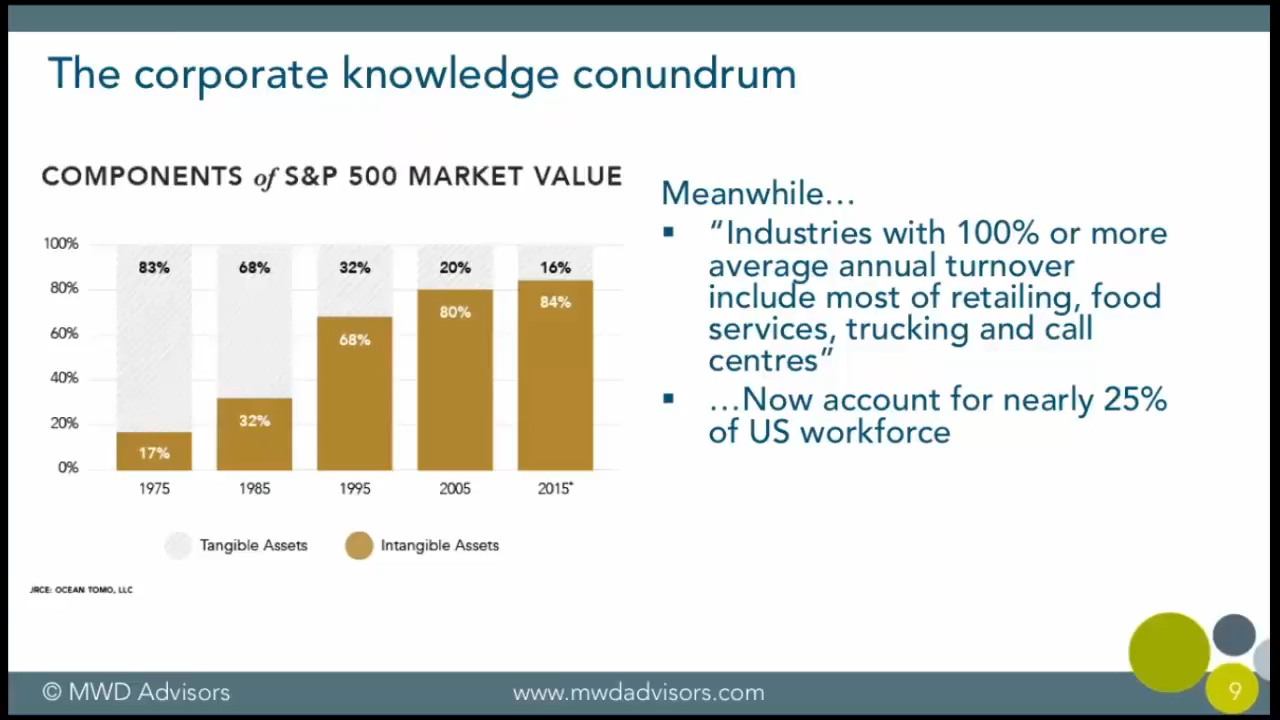 The corporate knowledge conundrum
COMPONENTS of S&P 500 MARKET VALUE
100%
80%
60%
40%
20%
0%
83%
68%
32%
20%
16%
17%
32%
68%
80%
84%
1975
1985
1995
2005
2015*
Tangible Assets
Intangible Assets
JRCE: OCEAN TOMO, LLC
Meanwhile…
▪ “Industries with 100% or more
average annual turnover
include most of retailing, food
services, trucking and call
centres”
▪ …Now account for nearly 25%
of US workforce
© MWD Advisors
www.mwdadvisors.com
9